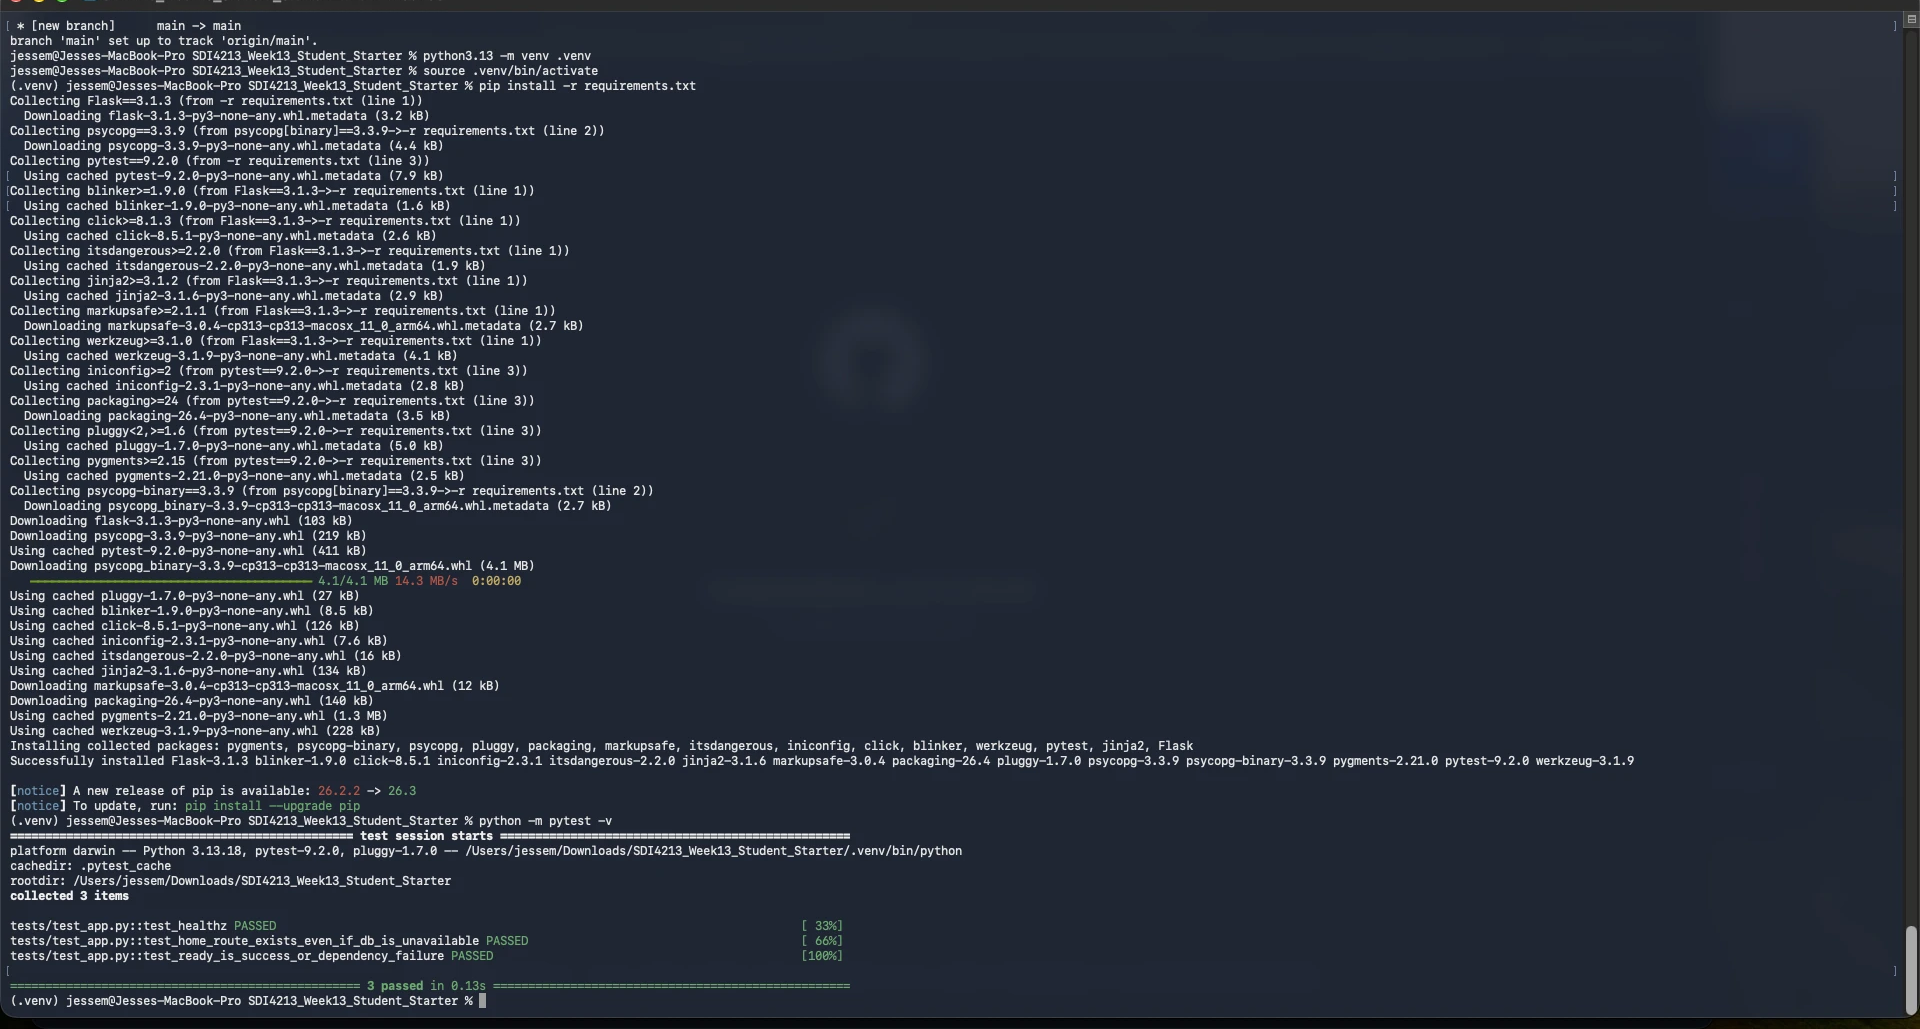 * [new branch]      main -> main
branch 'main' set up to track 'origin/main'.
jessem@Jesses-MacBook-Pro SDI4213_Week13_Student_Starter % python3.13 -m venv .venv
jessem@Jesses-MacBook-Pro SDI4213_Week13_Student_Starter % source .venv/bin/activate
(.venv) jessem@Jesses-MacBook-Pro SDI4213_Week13_Student_Starter % pip install -r requirements.txt
Collecting Flask==3.1.3 (from -r requirements.txt (line 1))
  Downloading flask-3.1.3-py3-none-any.whl.metadata (3.2 kB)
Collecting psycopg==3.3.9 (from psycopg[binary]==3.3.9->-r requirements.txt (line 2))
  Downloading psycopg-3.3.9-py3-none-any.whl.metadata (4.4 kB)
Collecting pytest==9.2.0 (from -r requirements.txt (line 3))
  Using cached pytest-9.2.0-py3-none-any.whl.metadata (7.9 kB)
Collecting blinker>=1.9.0 (from Flask==3.1.3->-r requirements.txt (line 1))
  Using cached blinker-1.9.0-py3-none-any.whl.metadata (1.6 kB)
Collecting click>=8.1.3 (from Flask==3.1.3->-r requirements.txt (line 1))
  Using cached click-8.5.1-py3-none-any.whl.metadata (2.6 kB)
Collecting itsdangerous>=2.2.0 (from Flask==3.1.3->-r requirements.txt (line 1))
  Using cached itsdangerous-2.2.0-py3-none-any.whl.metadata (1.9 kB)
Collecting jinja2>=3.1.2 (from Flask==3.1.3->-r requirements.txt (line 1))
  Using cached jinja2-3.1.6-py3-none-any.whl.metadata (2.9 kB)
Collecting markupsafe>=2.1.1 (from Flask==3.1.3->-r requirements.txt (line 1))
  Downloading markupsafe-3.0.4-cp313-cp313-macosx_11_0_arm64.whl.metadata (2.7 kB)
Collecting werkzeug>=3.1.0 (from Flask==3.1.3->-r requirements.txt (line 1))
  Using cached werkzeug-3.1.9-py3-none-any.whl.metadata (4.1 kB)
Collecting iniconfig>=2 (from pytest==9.2.0->-r requirements.txt (line 3))
  Using cached iniconfig-2.3.1-py3-none-any.whl.metadata (2.8 kB)
Collecting packaging>=24 (from pytest==9.2.0->-r requirements.txt (line 3))
  Downloading packaging-26.4-py3-none-any.whl.metadata (3.5 kB)
Collecting pluggy<2,>=1.6 (from pytest==9.2.0->-r requirements.txt (line 3))
  Using cached pluggy-1.7.0-py3-none-any.whl.metadata (5.0 kB)
Collecting pygments>=2.15 (from pytest==9.2.0->-r requirements.txt (line 3))
  Using cached pygments-2.21.0-py3-none-any.whl.metadata (2.5 kB)
Collecting psycopg-binary==3.3.9 (from psycopg[binary]==3.3.9->-r requirements.txt (line 2))
  Downloading psycopg_binary-3.3.9-cp313-cp313-macosx_11_0_arm64.whl.metadata (2.7 kB)
Downloading flask-3.1.3-py3-none-any.whl (103 kB)
Downloading psycopg-3.3.9-py3-none-any.whl (219 kB)
Using cached pytest-9.2.0-py3-none-any.whl (411 kB)
Downloading psycopg_binary-3.3.9-cp313-cp313-macosx_11_0_arm64.whl (4.1 MB)
4.1/4.1 MB 14.3 MB/s  0:00:00
Using cached pluggy-1.7.0-py3-none-any.whl (27 kB)
Using cached blinker-1.9.0-py3-none-any.whl (8.5 kB)
Using cached click-8.5.1-py3-none-any.whl (126 kB)
Using cached iniconfig-2.3.1-py3-none-any.whl (7.6 kB)
Using cached itsdangerous-2.2.0-py3-none-any.whl (16 kB)
Using cached jinja2-3.1.6-py3-none-any.whl (134 kB)
Downloading markupsafe-3.0.4-cp313-cp313-macosx_11_0_arm64.whl (12 kB)
Downloading packaging-26.4-py3-none-any.whl (140 kB)
Using cached pygments-2.21.0-py3-none-any.whl (1.3 MB)
Using cached werkzeug-3.1.9-py3-none-any.whl (228 kB)
Installing collected packages: pygments, psycopg-binary, psycopg, pluggy, packaging, markupsafe, itsdangerous, iniconfig, click, blinker, werkzeug, pytest, jinja2, Flask
Successfully installed Flask-3.1.3 blinker-1.9.0 click-8.5.1 iniconfig-2.3.1 itsdangerous-2.2.0 jinja2-3.1.6 markupsafe-3.0.4 packaging-26.4 pluggy-1.7.0 psycopg-3.3.9 psycopg-binary-3.3.9 pygments-2.21.0 pytest-9.2.0 werkzeug-3.1.9
[notice] A new release of pip is available: 26.2.2 -> 26.3
[notice] To update, run: pip install --upgrade pip
(.venv) jessem@Jesses-MacBook-Pro SDI4213_Week13_Student_Starter % python -m pytest -v
================================================= test session starts ==================================================
platform darwin -- Python 3.13.18, pytest-9.2.0, pluggy-1.7.0 -- /Users/jessem/Downloads/SDI4213_Week13_Student_Starter/.venv/bin/python
cachedir: .pytest_cache
rootdir: /Users/jessem/Downloads/SDI4213_Week13_Student_Starter
collected 3 items
tests/test_app.py::test_healthz PASSED [ 33%]
tests/test_app.py::test_home_route_exists_even_if_db_is_unavailable PASSED [ 66%]
tests/test_app.py::test_ready_is_success_or_dependency_failure PASSED [100%]
================================================== 3 passed in 0.13s ===================================================
(.venv) jessem@Jesses-MacBook-Pro SDI4213_Week13_Student_Starter %